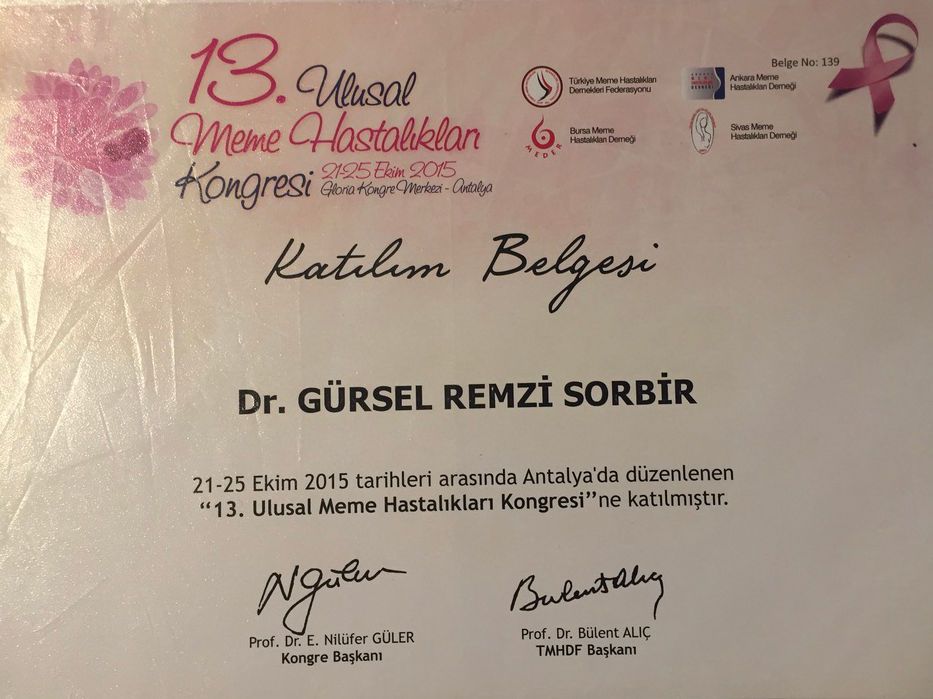 13. Ulusal
Meme Hastalıkları
Kongresi 21-25 Ekim 2015
Gloria Kongre Merkezi - Antalya
Türkiye Meme Hastalıkları
Dernekleri Federasyonu
Ankara Meme
Hastalıkları Derneği
Belge No: 139
MEDER
Bursa Meme
Hastalıkları Derneği
Sivas Meme
Hastalıkları Derneği
Katılım Belgesi
Dr. GÜRSEL REMZİ SORBİR
21-25 Ekim 2015 tarihleri arasında Antalya'da düzenlenen
“13. Ulusal Meme Hastalıkları Kongresi”ne katılmıştır.
NGüler
Bulent Alıç
Prof. Dr. E. Nilüfer GÜLER
Kongre Başkanı
Prof. Dr. Bülent ALIÇ
TMHDF Başkanı